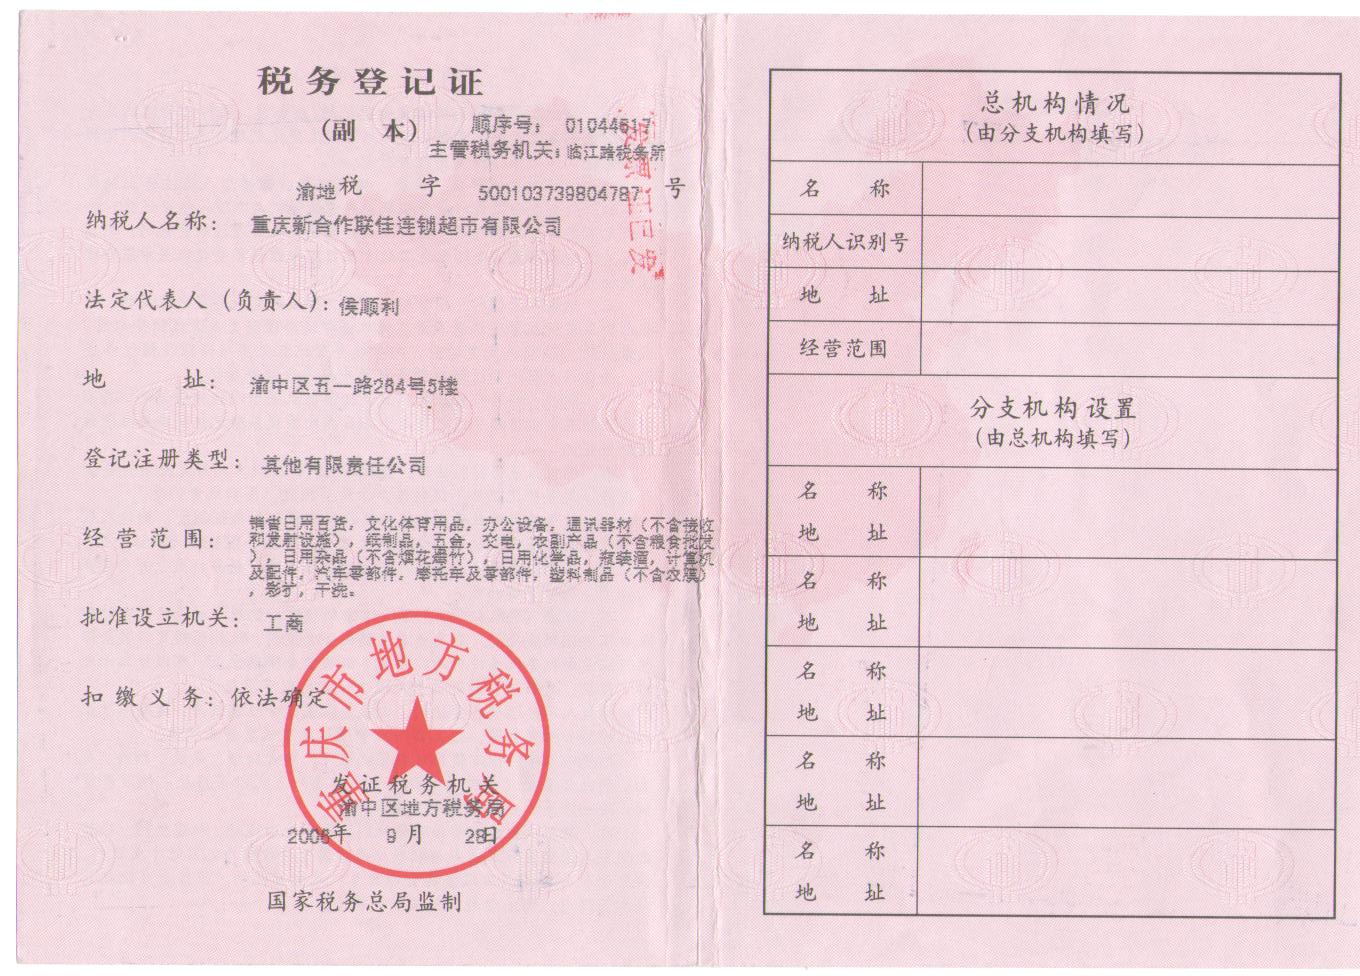 税务登记证
(副 本)
顺序号： 01044617
主管税务机关：临江路税务所
渝地税 字 500103739804787 号
纳税人名称： 重庆新合作联佳连锁超市有限公司
法定代表人（负责人）：侯顺利
地 址： 渝中区五一路264号5楼
登记注册类型： 其他有限责任公司
经营范围： 销售日用百货，文化体育用品，办公设备，通讯器材（不含接收
和发射设施），纸制品，五金，交电，农副产品（不含粮食批发
），日用杂品（不含烟花爆竹），日用化学品，瓶装酒，计算机
及配件，汽车零部件，摩托车及零部件，塑料制品（不含农膜）
，彩扩，干洗。
批准设立机关： 工商
扣缴义务：依法确定
重庆市地方税务局
发证税务机关
渝中区地方税务局
2006年 9月 28日
国家税务总局监制
总机构情况
（由分支机构填写）
名 称
纳税人识别号
地 址
经营范围
分支机构设置
（由总机构填写）
名 称
地 址
名 称
地 址
名 称
地 址
名 称
地 址
名 称
地 址